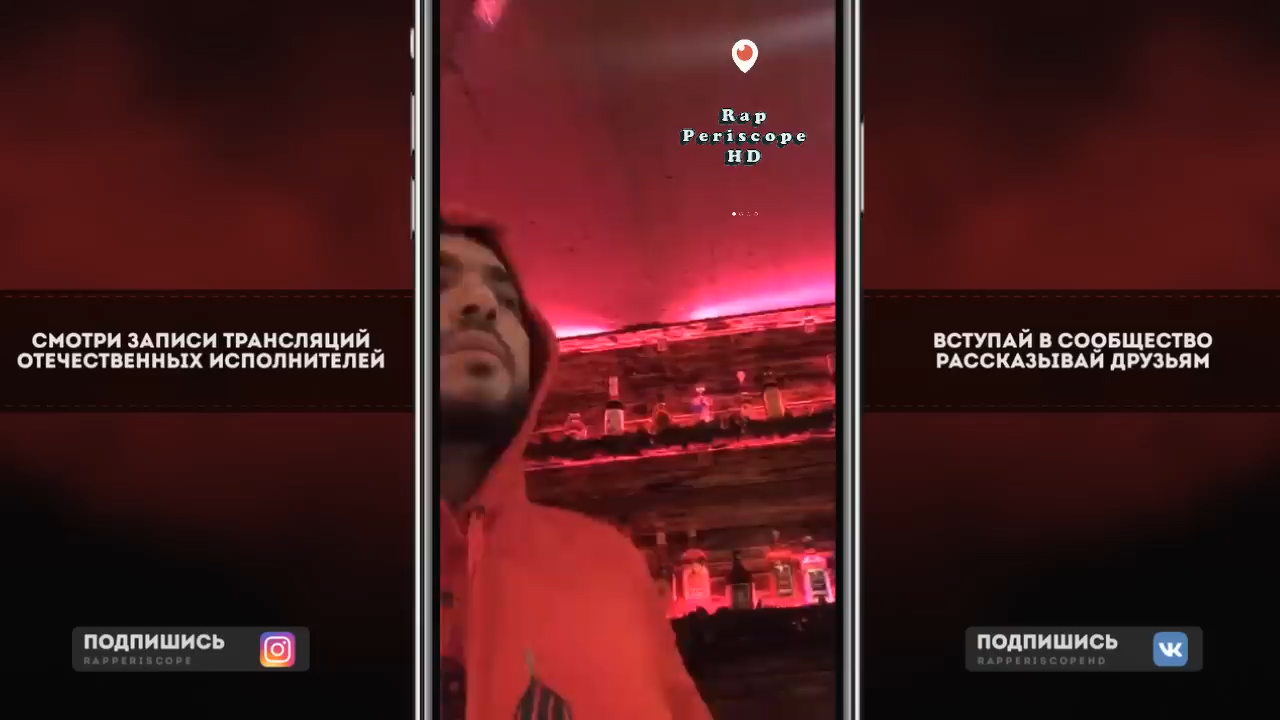 Rap
Periscope
HD
СМОТРИ ЗАПИСИ ТРАНСЛЯЦИЙ
ОТЕЧЕСТВЕННЫХ ИСПОЛНИТЕЛЕЙ
ВСТУПАЙ В СООБЩЕСТВО
РАССКАЗЫВАЙ ДРУЗЬЯМ
ПОДПИШИСЬ
RAPPERISCOPE
ПОДПИШИСЬ
RAPPERISCOPEHD